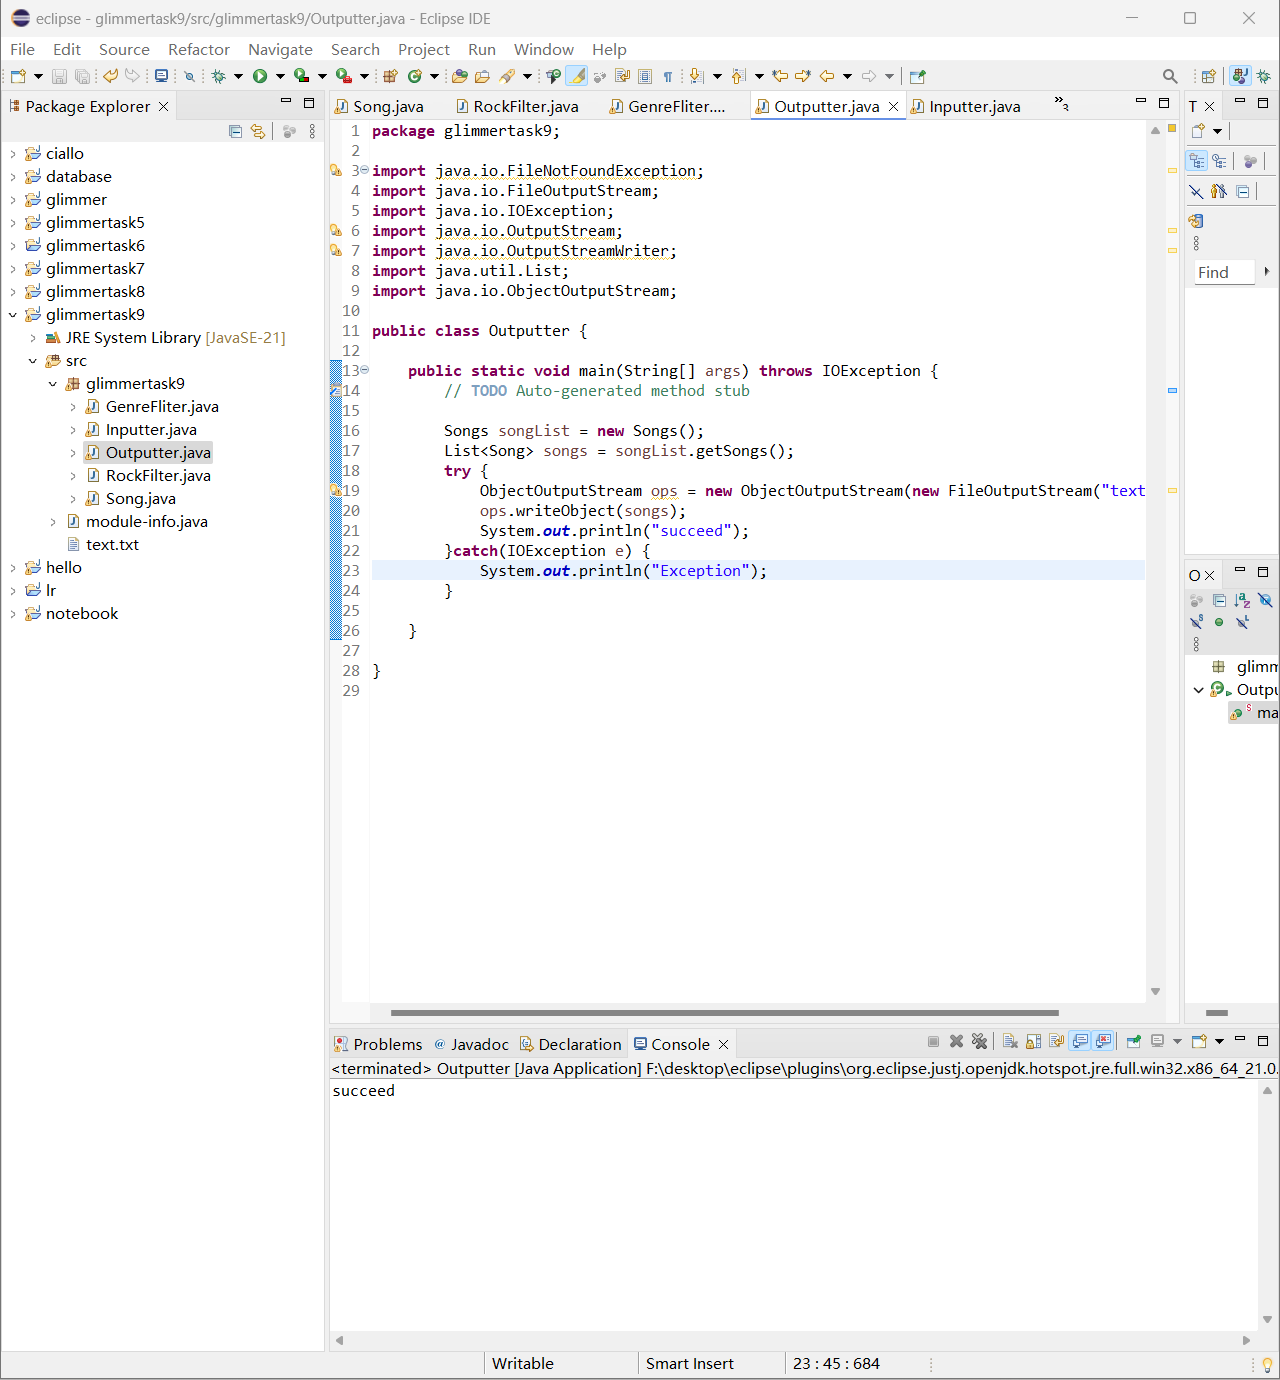 eclipse - glimmertask9/src/glimmertask9/Outputter.java - Eclipse IDE
File Edit Source Refactor Navigate Search Project Run Window Help
Package Explorer
ciallo
database
glimmer
glimmertask5
glimmertask6
glimmertask7
glimmertask8
glimmertask9
JRE System Library [JavaSE-21]
src
glimmertask9
GenreFliter.java
Inputter.java
Outputter.java
RockFilter.java
Song.java
module-info.java
text.txt
hello
lr
notebook
Song.java RockFilter.java GenreFliter.... Outputter.java Inputter.java »3
1 package glimmertask9;
2
3 import java.io.FileNotFoundException;
4 import java.io.FileOutputStream;
5 import java.io.IOException;
6 import java.io.OutputStream;
7 import java.io.OutputStreamWriter;
8 import java.util.List;
9 import java.io.ObjectOutputStream;
10
11 public class Outputter {
12
13 public static void main(String[] args) throws IOException {
14 // TODO Auto-generated method stub
15
16 Songs songList = new Songs();
17 List<Song> songs = songList.getSongs();
18 try {
19 ObjectOutputStream ops = new ObjectOutputStream(new FileOutputStream("text
20 ops.writeObject(songs);
21 System.out.println("succeed");
22 }catch(IOException e) {
23 System.out.println("Exception");
24 }
25
26 }
27
28 }
29
T
Find
O
glimm
Outpu
ma
Problems @ Javadoc Declaration Console
<terminated> Outputter [Java Application] F:\desktop\eclipse\plugins\org.eclipse.justj.openjdk.hotspot.jre.full.win32.x86_64_21.0.
succeed
Writable Smart Insert 23 : 45 : 684